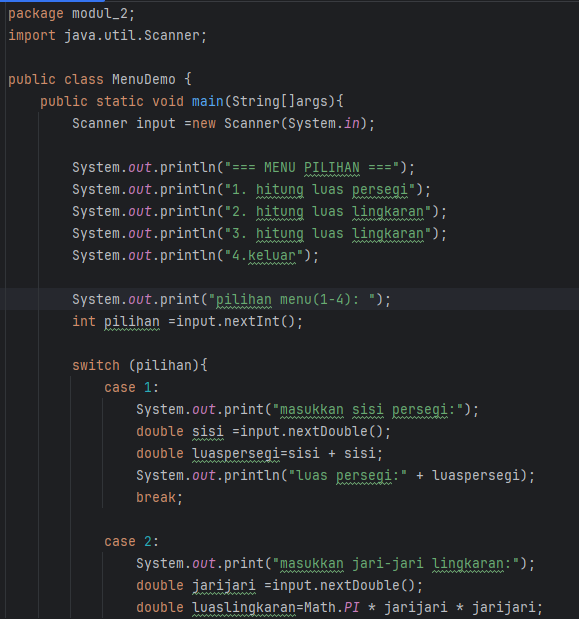 package modul_2;
import java.util.Scanner;
public class MenuDemo {
public static void main(String[]args){
Scanner input =new Scanner(System.in);
System.out.println("=== MENU PILIHAN ===");
System.out.println("1. hitung luas persegi");
System.out.println("2. hitung luas lingkaran");
System.out.println("3. hitung luas lingkaran");
System.out.println("4.keluar");
System.out.print("pilihan menu(1-4): ");
int pilihan =input.nextInt();
switch (pilihan){
case 1:
System.out.print("masukkan sisi persegi:");
double sisi =input.nextDouble();
double luaspersegi=sisi + sisi;
System.out.println("luas persegi:" + luaspersegi);
break;
case 2:
System.out.print("masukkan jari-jari lingkaran:");
double jarijari =input.nextDouble();
double luaslingkaran=Math.PI * jarijari * jarijari;